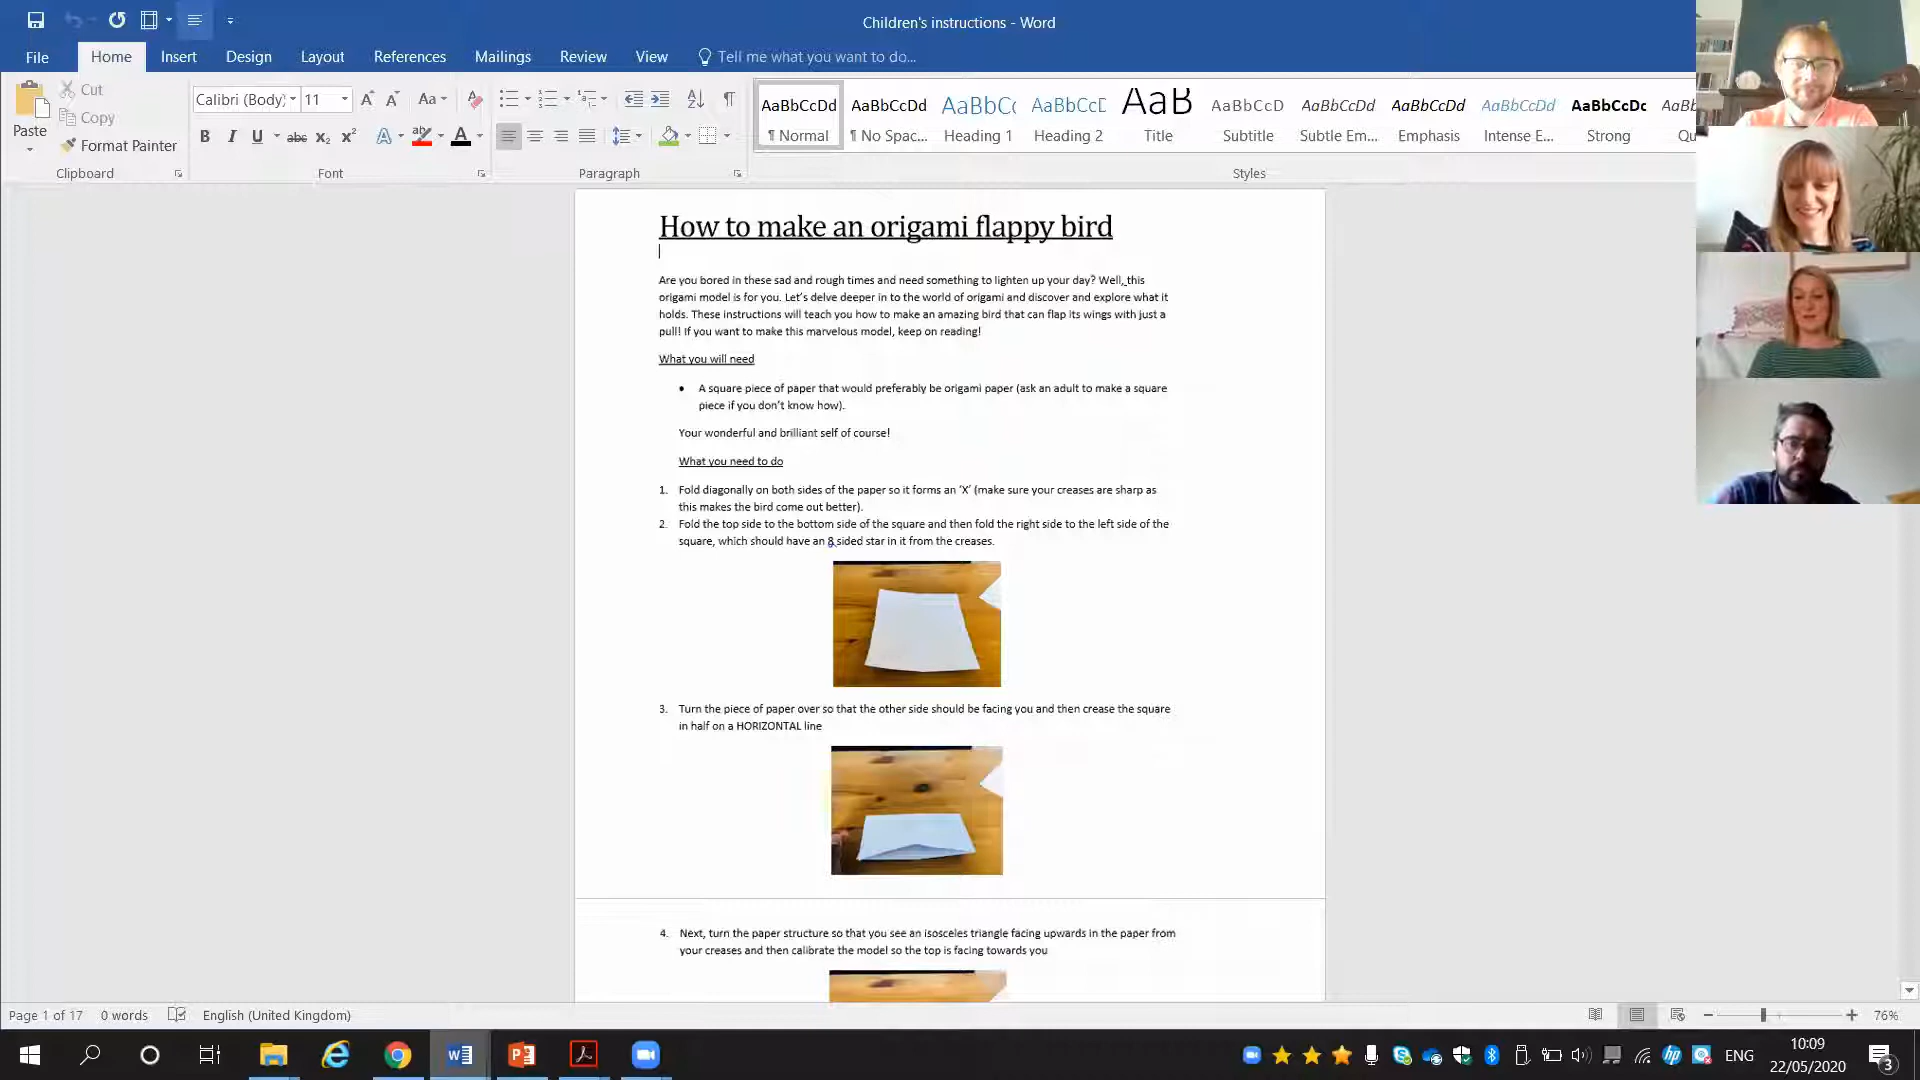 Children's instructions - Word
File Home Insert Design Layout References Mailings Review View Tell me what you want to do...
Paste
Cut
Copy
Format Painter
Clipboard
Calibri (Body) 11
Font
Paragraph
AaBbCcDd AaBbCcDd AaBbC AaBbCcD AaB AaBbCcD AaBbCcDd AaBbCcDd AaBbCcDd AaBbCcDc AaBb
¶ Normal ¶ No Spac... Heading 1 Heading 2 Title Subtitle Subtle Em... Emphasis Intense E... Strong Qu
Styles
How to make an origami flappy bird
Are you bored in these sad and rough times and need something to lighten up your day? Well, this
origami model is for you. Let's delve deeper in to the world of origami and discover and explore what it
holds. These instructions will teach you how to make an amazing bird that can flap its wings with just a
pull! If you want to make this marvelous model, keep on reading!
What you will need
• A square piece of paper that would preferably be origami paper (ask an adult to make a square
piece if you don't know how).
Your wonderful and brilliant self of course!
What you need to do
1. Fold diagonally on both sides of the paper so it forms an 'X' (make sure your creases are sharp as
this makes the bird come out better).
2. Fold the top side to the bottom side of the square and then fold the right side to the left side of the
square, which should have an 8 sided star in it from the creases.
3. Turn the piece of paper over so that the other side should be facing you and then crease the square
in half on a HORIZONTAL line
4. Next, turn the paper structure so that you see an isosceles triangle facing upwards in the paper from
your creases and then calibrate the model so the top is facing towards you
Page 1 of 17 0 words English (United Kingdom) 76%
ENG
10:09
22/05/2020
3